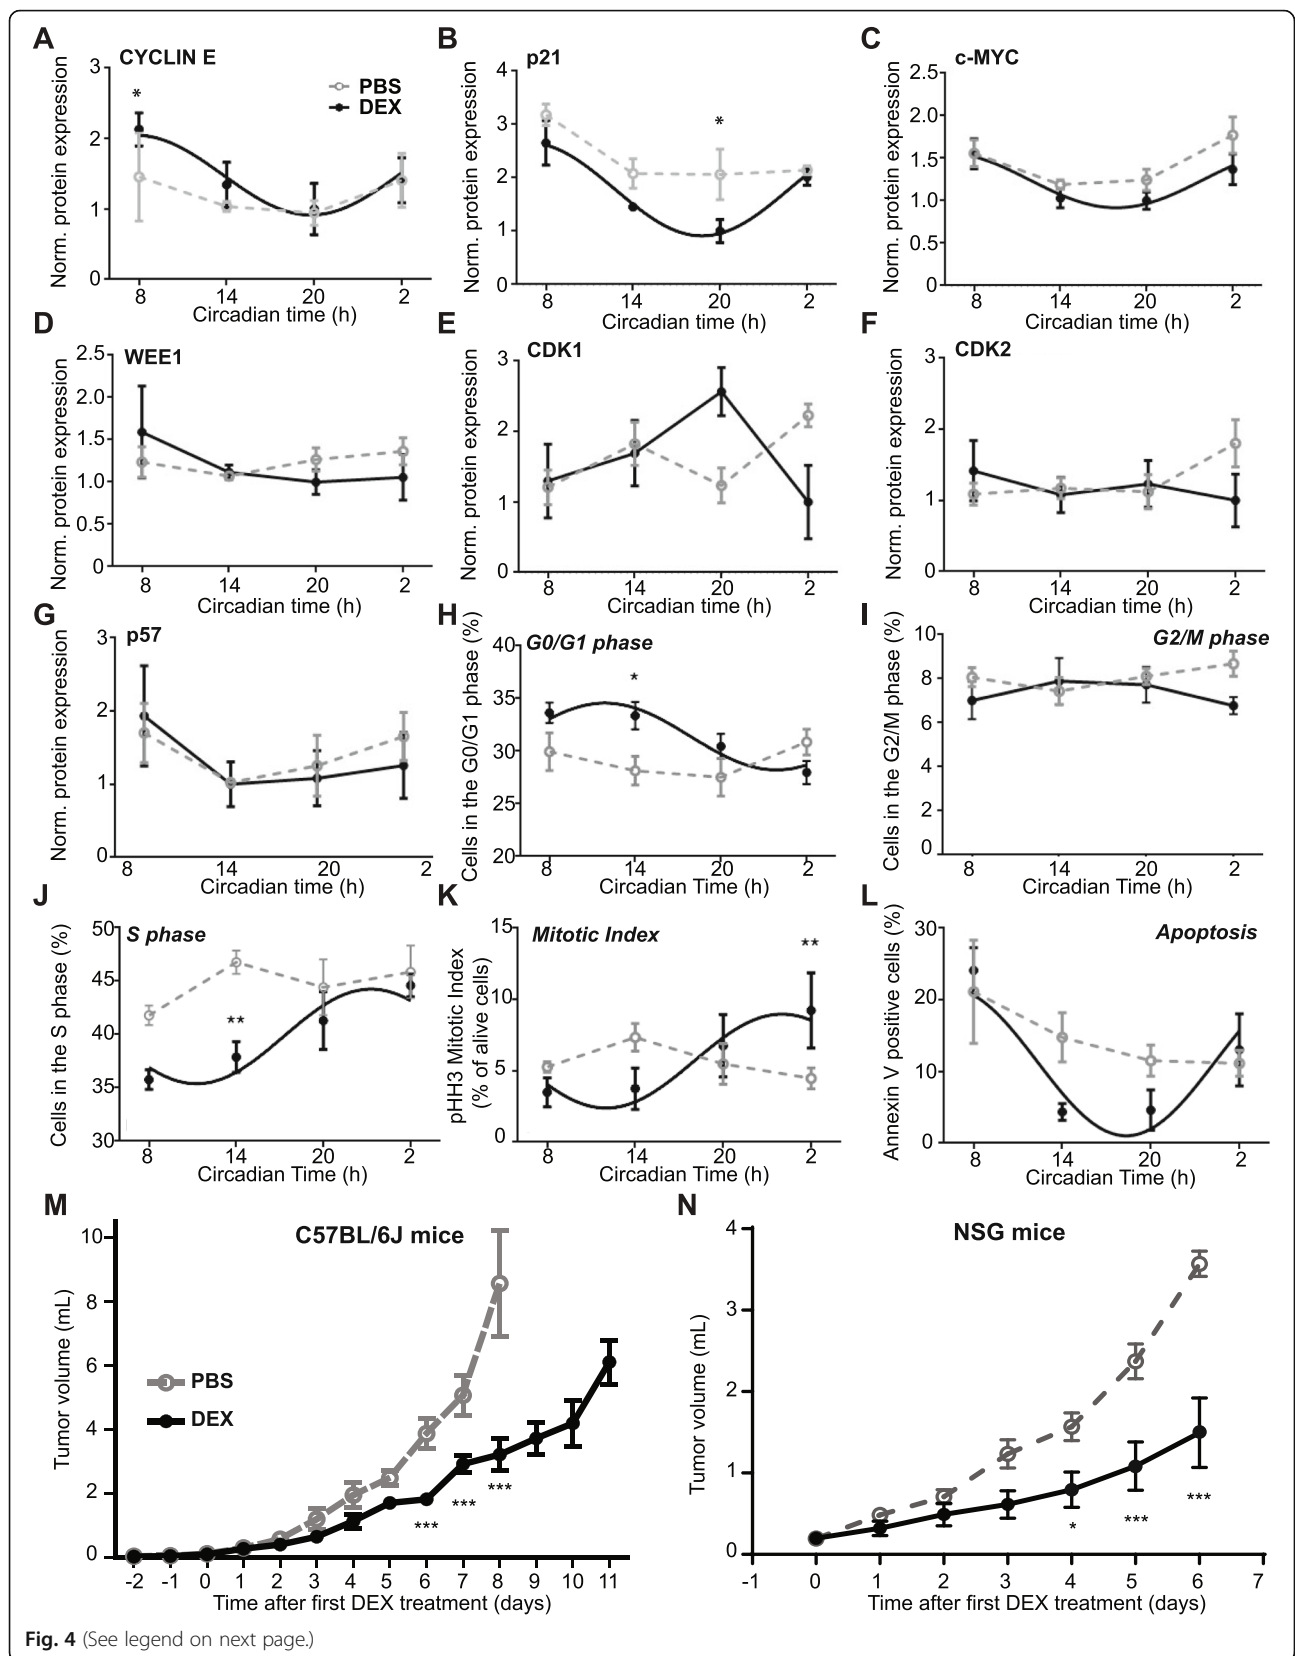 A
CYCLIN E
Norm. protein expression
3
2
1
0
*
PBS
DEX
8 14 20 2
Circadian time (h)
B
p21
Norm. protein expression
4
3
2
1
0
*
8 14 20 2
Circadian time (h)
C
c-MYC
Norm. protein expression
2.5
2.0
1.5
1.0
0.5
0
8 14 20 2
Circadian time (h)
D
WEE1
Norm. protein expression
2.5
2.0
1.5
1.0
0.5
0
8 14 20 2
Circadian time (h)
E
CDK1
Norm. protein expression
3
2
1
0
8 14 20 2
Circadian time (h)
F
CDK2
Norm. protein expression
3
2
1
0
8 14 20 2
Circadian time (h)
G
p57
Norm. protein expression
3
2
1
0
8 14 20 2
Circadian time (h)
H
G0/G1 phase
Cells in the G0/G1 phase (%)
40
35
30
25
20
*
8 14 20 2
Circadian Time (h)
I
G2/M phase
Cells in the G2/M phase (%)
10
8
6
4
2
0
8 14 20 2
Circadian Time (h)
J
S phase
Cells in the S phase (%)
50
45
40
35
30
**
8 14 20 2
Circadian Time (h)
K
Mitotic Index
pHH3 Mitotic Index
(% of alive cells)
15
10
5
0
**
8 14 20 2
Circadian Time (h)
L
Apoptosis
Annexin V positive cells (%)
30
20
10
0
8 14 20 2
Circadian Time (h)
M
C57BL/6J mice
Tumor volume (mL)
10
8
6
4
2
0
PBS
DEX
*** *** ***
-2 -1 0 1 2 3 4 5 6 7 8 9 10 11
Time after first DEX treatment (days)
N
NSG mice
Tumor volume (mL)
4
3
2
1
0
* *** ***
-1 0 1 2 3 4 5 6 7
Time after first DEX treatment (days)
Fig. 4 (See legend on next page.)